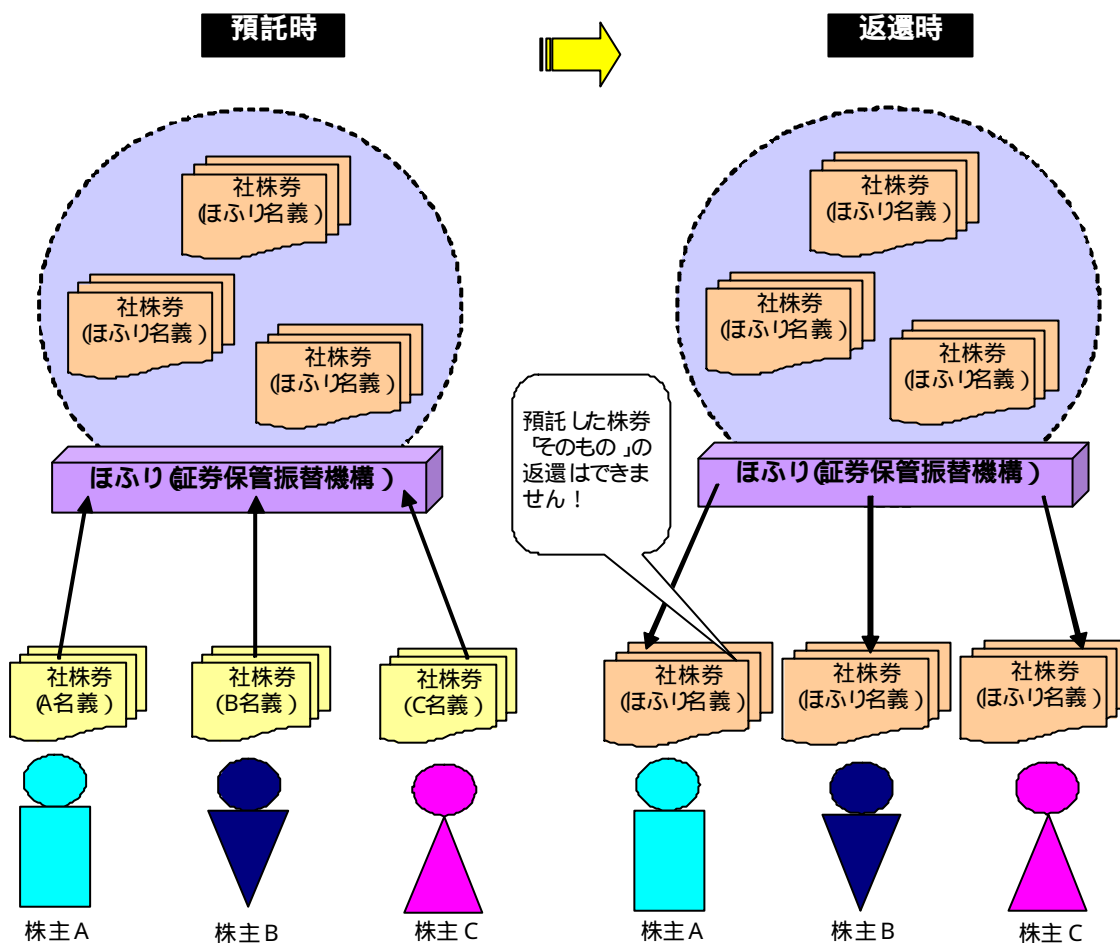 預託時
返還時
社株券
(ほふり名義)
社株券
(ほふり名義)
社株券
(ほふり名義)
ほふり(証券保管振替機構)
社株券
(A名義)
社株券
(B名義)
社株券
(C名義)
株主A
株主B
株主C
社株券
(ほふり名義)
社株券
(ほふり名義)
社株券
(ほふり名義)
預託した株券
「そのもの」の
返還はできま
せん!
ほふり(証券保管振替機構)
社株券
(ほふり名義)
社株券
(ほふり名義)
社株券
(ほふり名義)
株主A
株主B
株主C